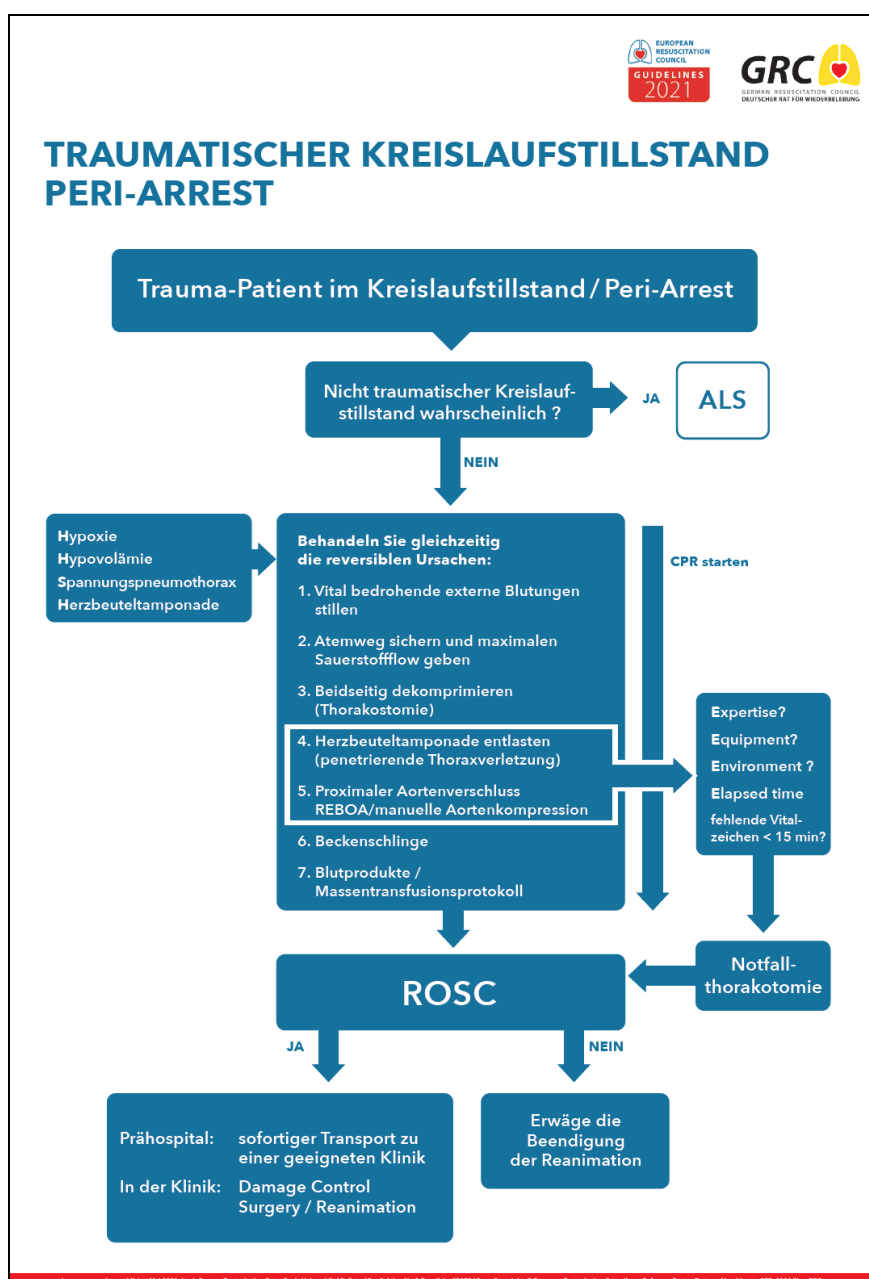 EUROPEAN
RESUSCITATION
COUNCIL
GUIDELINES
2021
GRC
GERMAN RESUSCITATION COUNCIL
DEUTSCHER RAT FÜR WIEDERBELEBUNG
TRAUMATISCHER KREISLAUFSTILLSTAND
PERI-ARREST
Trauma-Patient im Kreislaufstillstand / Peri-Arrest
Nicht traumatischer Kreislauf-
stillstand wahrscheinlich ?
JA
ALS
NEIN
Hypoxie
Hypovolämie
Spannungspneumothorax
Herzbeuteltamponade
Behandeln Sie gleichzeitig
die reversiblen Ursachen:
1. Vital bedrohende externe Blutungen
stillen
2. Atemweg sichern und maximalen
Sauerstoffflow geben
3. Beidseitig dekomprimieren
(Thorakostomie)
4. Herzbeuteltamponade entlasten
(penetrierende Thoraxverletzung)
5. Proximaler Aortenverschluss
REBOA/manuelle Aortenkompression
6. Beckenschlinge
7. Blutprodukte /
Massentransfusionsprotokoll
CPR starten
Expertise?
Equipment?
Environment ?
Elapsed time
fehlende Vital-
zeichen < 15 min?
Notfall-
thorakotomie
ROSC
JA
NEIN
Prähospital: sofortiger Transport zu
einer geeigneten Klinik
In der Klinik: Damage Control
Surgery / Reanimation
Erwäge die
Beendigung
der Reanimation